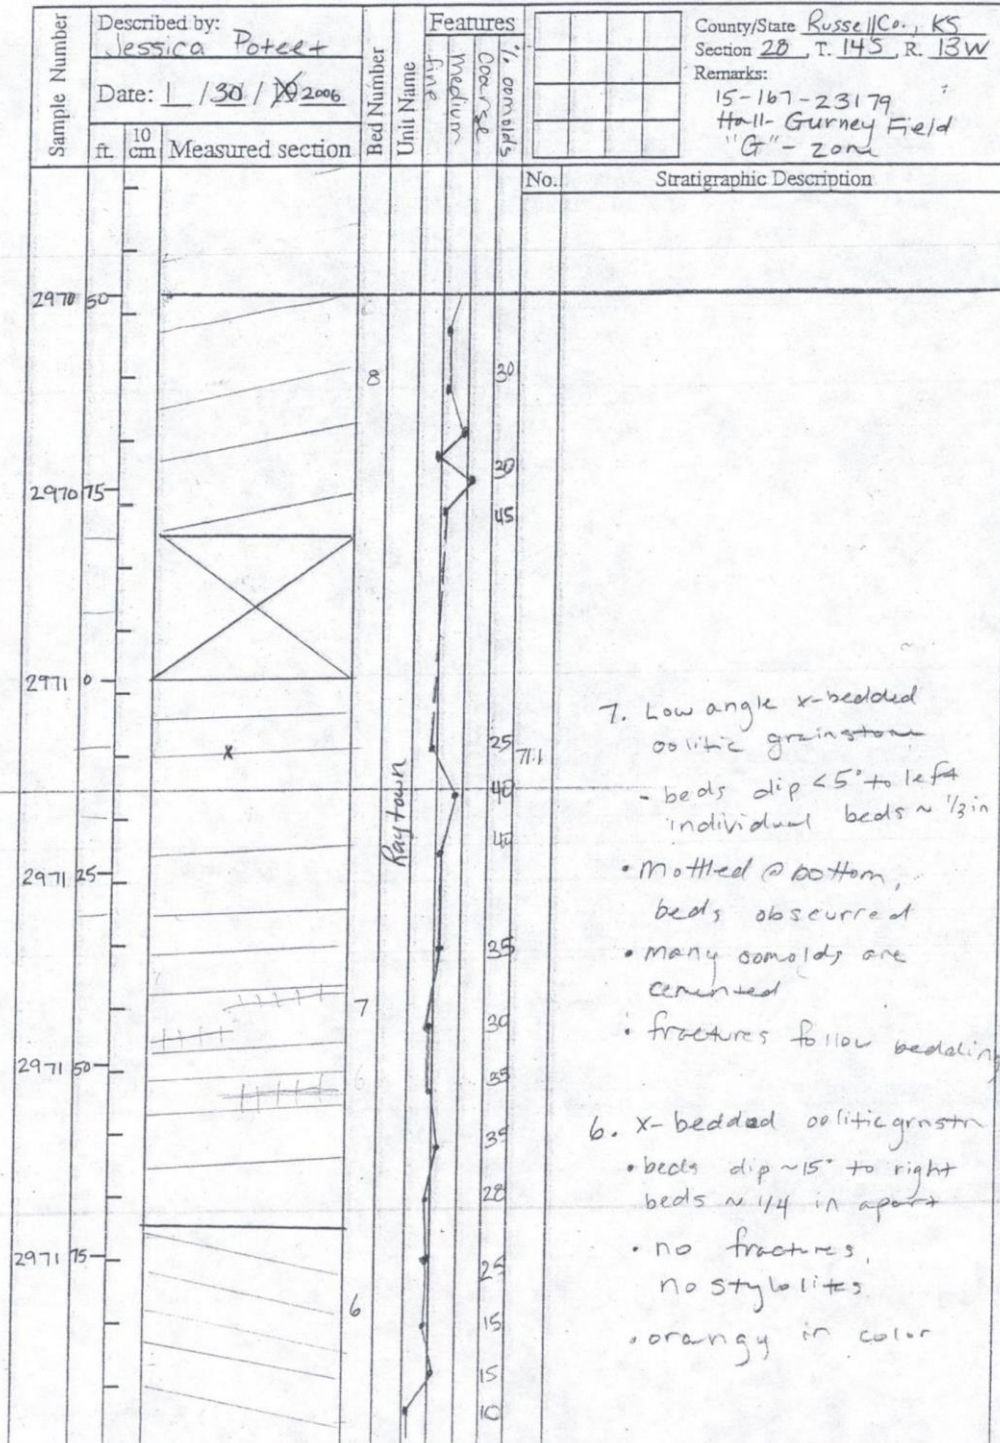 Sample Number
Described by:
Jessica Poteet
Date: 1 /30/ 2006
ft.
10
cm
Measured section
Bed Number
Unit Name
Features
fine
medium
coarse
% oomolds
County/State Russell Co., KS
Section 28, T. 14S, R. 13W
Remarks:
15-167-23179
Hall-Gurney Field
"G"-zone
No.
Stratigraphic Description
2970 50
8
30
30
2970 75
45
2971 0
7. Low angle x-bedded
oolitic grainstone
x
25
71.1
- beds dip <5° to left
individual beds ~ 1/3 in
40
Raytown
40
2971 25
• Mottled @ bottom,
beds obscurred
35
• many oomolds are
cemented
7
30
• fractures follow bedding
2971 50
35
6. x-bedded oolitic grnstn
35
• beds dip ~15° to right
28
beds ~ 1/4 in apart
2971 75
25
• no fractures,
no stylolites
6
15
• orangy in color
15
10